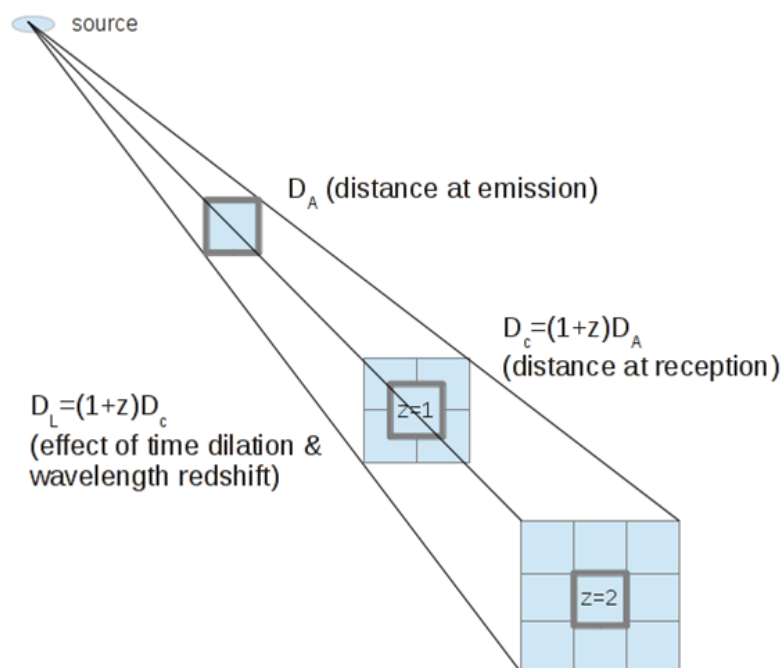 source
D_A (distance at emission)
D_c=(1+z)D_A
(distance at reception)
z=1
D_L=(1+z)D_c
(effect of time dilation &
wavelength redshift)
z=2